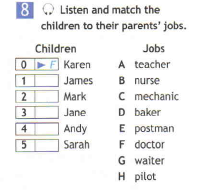 8 Listen and match the
children to their parents' jobs.
Children Jobs
0 ► F Karen A teacher
1 James B nurse
2 Mark C mechanic
3 Jane D baker
4 Andy E postman
5 Sarah F doctor
G waiter
H pilot